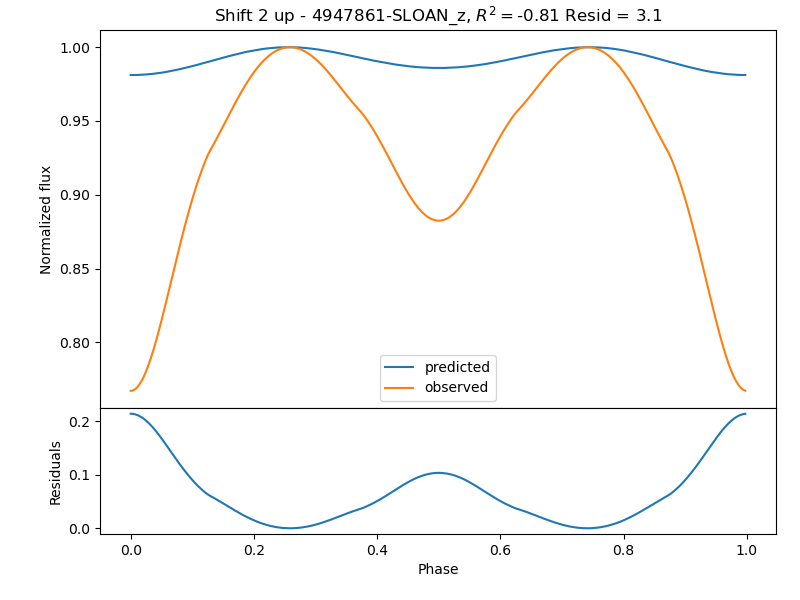 Shift 2 up - 4947861-SLOAN_z, R² = -0.81 Resid = 3.1
1.00
0.95
0.90
0.85
0.80
Normalized flux
predicted
observed
0.2
0.1
0.0
Residuals
0.0 0.2 0.4 0.6 0.8 1.0
Phase